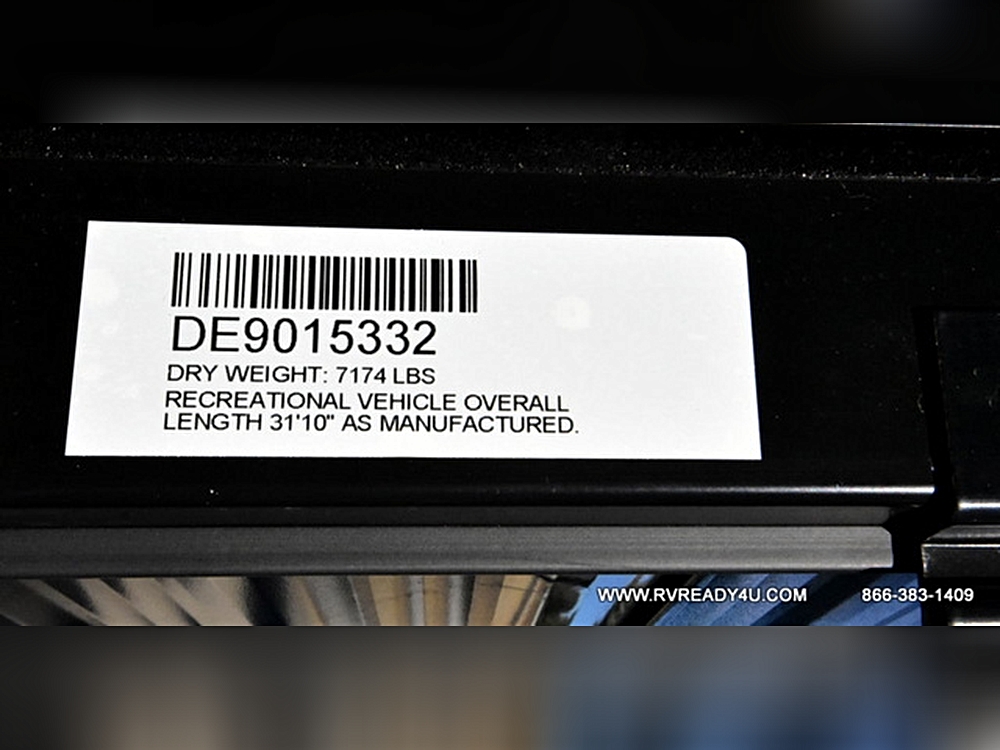 DE9015332
DRY WEIGHT: 7174 LBS
RECREATIONAL VEHICLE OVERALL
LENGTH 31'10" AS MANUFACTURED.
WWW.RVREADY4U.COM 866-383-1409